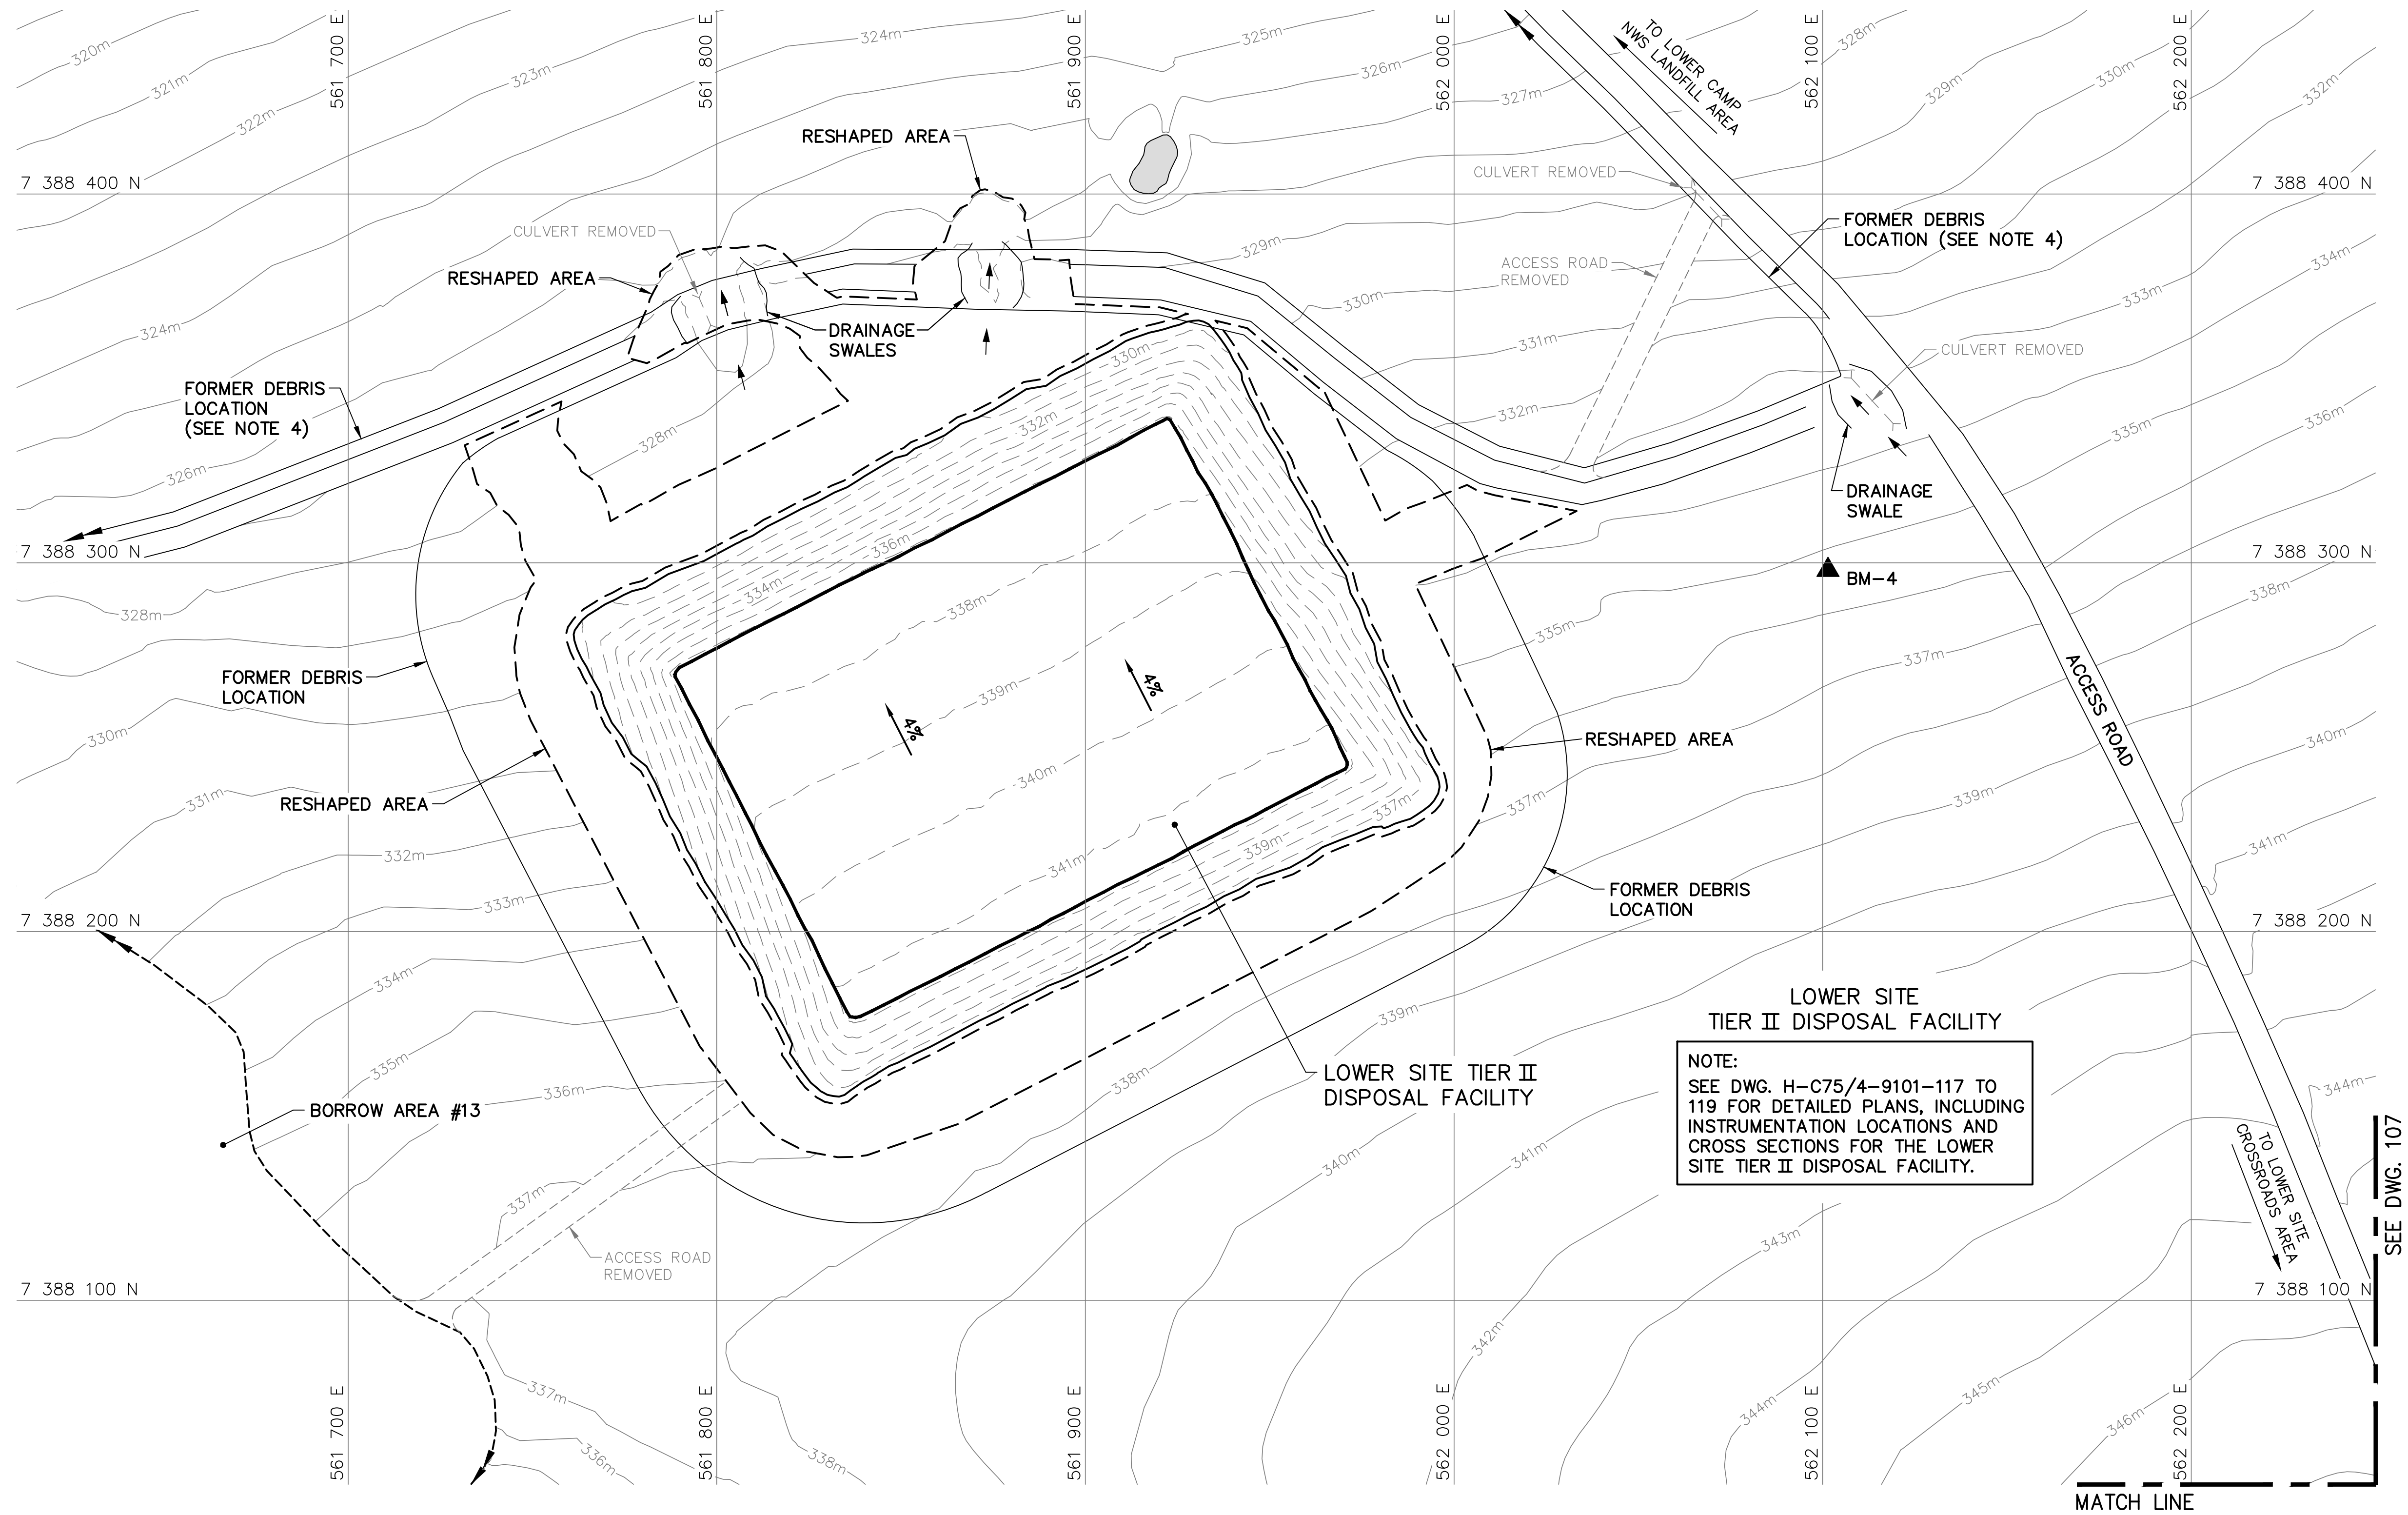 320m
321m
322m
323m
324m
325m
326m
327m
328m
329m
330m
332m
561 700 E
561 800 E
561 900 E
562 000 E
562 100 E
562 200 E
TO LOWER CAMP
NWS LANDFILL AREA
RESHAPED AREA
7 388 400 N
7 388 400 N
CULVERT REMOVED
CULVERT REMOVED
FORMER DEBRIS
LOCATION (SEE NOTE 4)
RESHAPED AREA
ACCESS ROAD
REMOVED
329m
334m
333m
330m
324m
DRAINAGE
SWALES
331m
330m
CULVERT REMOVED
FORMER DEBRIS
LOCATION
(SEE NOTE 4)
332m
332m
336m
335m
328m
326m
DRAINAGE
SWALE
7 388 300 N
7 388 300 N
336m
334m
338m
BM-4
338m
328m
335m
337m
FORMER DEBRIS
LOCATION
339m
4%
4%
ACCESS ROAD
330m
RESHAPED AREA
340m
340m
331m
RESHAPED AREA
337m
337m
339m
332m
341m
339m
341m
333m
FORMER DEBRIS
LOCATION
7 388 200 N
7 388 200 N
334m
339m
LOWER SITE
TIER II DISPOSAL FACILITY
NOTE:
SEE DWG. H-C75/4-9101-117 TO
119 FOR DETAILED PLANS, INCLUDING
INSTRUMENTATION LOCATIONS AND
CROSS SECTIONS FOR THE LOWER
SITE TIER II DISPOSAL FACILITY.
335m
336m
338m
LOWER SITE TIER II
DISPOSAL FACILITY
344m
BORROW AREA #13
340m
341m
TO LOWER SITE
CROSSROADS AREA
SEE DWG. 107
337m
343m
ACCESS ROAD
REMOVED
7 388 100 N
7 388 100 N
342m
337m
344m
345m
346m
336m
338m
561 700 E
561 800 E
561 900 E
562 000 E
562 100 E
562 200 E
MATCH LINE